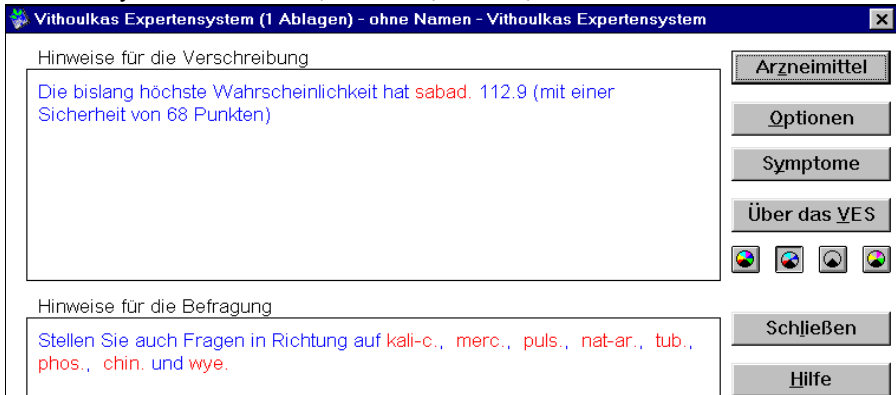 Vithoulkas Expertensystem (1 Ablagen) - ohne Namen - Vithoulkas Expertensystem
Hinweise für die Verschreibung
Die bislang höchste Wahrscheinlichkeit hat sabad. 112.9 (mit einer
Sicherheit von 68 Punkten)
Arzneimittel
Optionen
Symptome
Über das VES
Hinweise für die Befragung
Stellen Sie auch Fragen in Richtung auf kali-c., merc., puls., nat-ar., tub.,
phos., chin. und wye.
Schließen
Hilfe